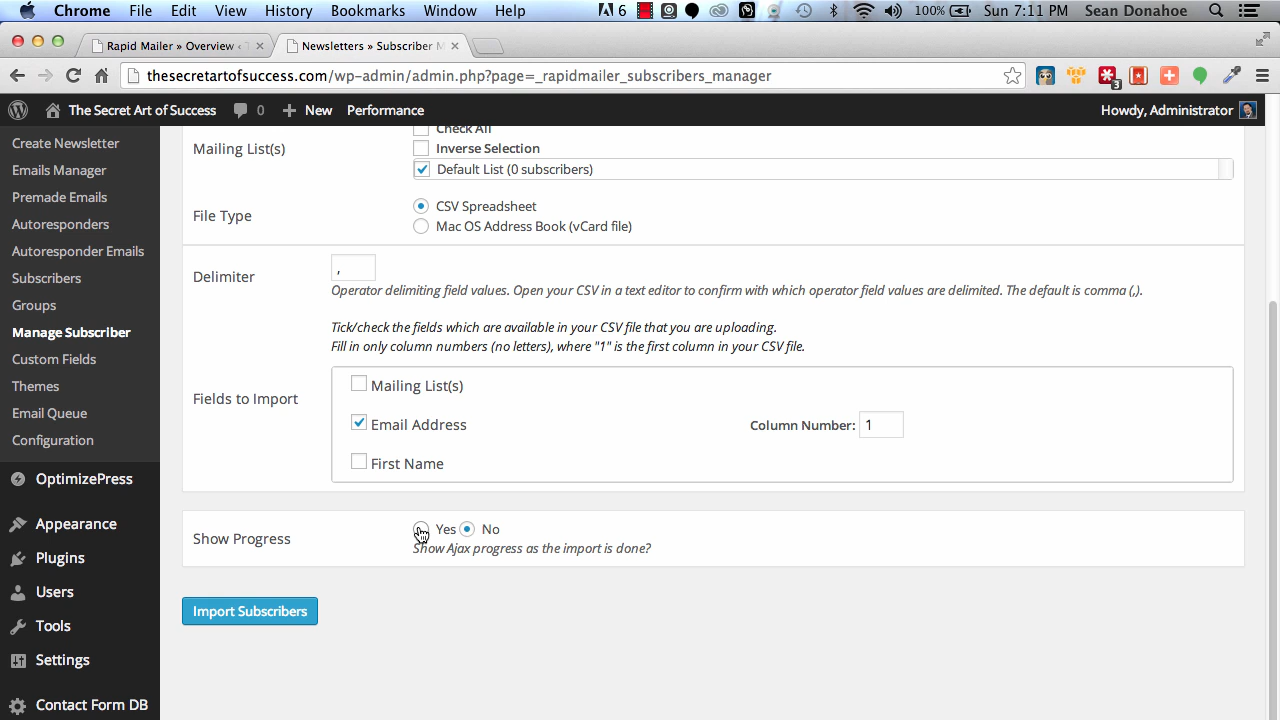 Chrome File Edit View History Bookmarks Window Help 6 100% Sun 7:11 PM Sean Donahoe
Rapid Mailer » Overview ‹
Newsletters » Subscriber M
thesecretartofsuccess.com/wp-admin/admin.php?page=_rapidmailer_subscribers_manager
3
The Secret Art of Success 0 New Performance Howdy, Administrator
Create Newsletter
Emails Manager
Premade Emails
Autoresponders
Autoresponder Emails
Subscribers
Groups
Manage Subscriber
Custom Fields
Themes
Email Queue
Configuration
OptimizePress
Appearance
Plugins
Users
Tools
Settings
Contact Form DB
Mailing List(s)
Check All
Inverse Selection
Default List (0 subscribers)
File Type
CSV Spreadsheet
Mac OS Address Book (vCard file)
Delimiter
,
Operator delimiting field values. Open your CSV in a text editor to confirm with which operator field values are delimited. The default is comma (,).
Tick/check the fields which are available in your CSV file that you are uploading.
Fill in only column numbers (no letters), where "1" is the first column in your CSV file.
Fields to Import
Mailing List(s)
Email Address Column Number: 1
First Name
Show Progress
Yes No
Show Ajax progress as the import is done?
Import Subscribers